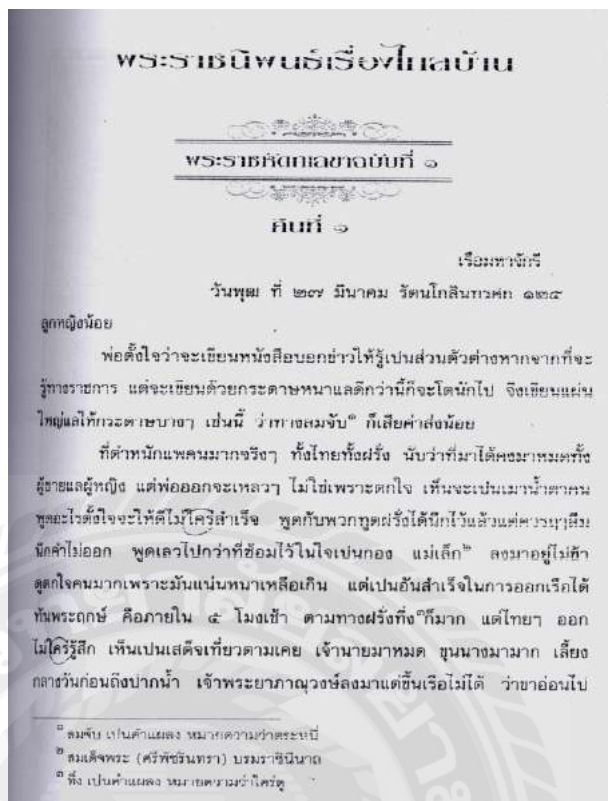 พระราชนิพนธ์เรื่องไกลบ้าน
พระราชหัตถเลขาฉบับที่ ๑
คืนที่ ๑
เรือมหาจักรี
วันพุฒ ที่ ๒๗ มีนาคม รัตนโกสินทรศก ๑๒๕
ลูกหญิงน้อย
พ่อตั้งใจว่าจะเขียนหนังสือบอกข่าวให้รู้เปนส่วนตัวต่างหากจากที่จะ
รู้ทางราชการ แต่จะเขียนด้วยกระดาษหนาแลดีกว่านี้ก็จะโตนักไป จึงเขียนแผ่น
ใหญ่แลให้กระดาษบางๆ เช่นนี้ ว่าทางลมจับ๑ ก็เสียค่าส่งน้อย
ที่ตำหนักแพคนมากจริงๆ ทั้งไทยทั้งฝรั่ง นับว่าที่มาได้คงมาหมดทั้ง
ผู้ชายแลผู้หญิง แต่พ่อออกจะเหลวๆ ไม่ใช่เพราะตกใจ เห็นจะเปนเมาน้ำตาคน
พูดอะไรตั้งใจจะให้ดีไม่ใคร่สำเร็จ พูดกับพวกทูตฝรั่งได้นึกไว้แล้วแต่ควรมาลืม
นึกคำไม่ออก พูดเลวไปกว่าที่ซ้อมไว้ในใจเปนกอง แม่เล็ก๒ ลงมาอยู่ไม่ช้า
ดูตกใจคนมากเพราะมันแน่นหนาเหลือเกิน แต่เปนอันสำเร็จในการออกเรือได้
ทันพระฤกษ์ คือภายใน ๕ โมงเช้า ตามทางฝรั่งทึ่ง๓ก็มาก แต่ไทยๆ ออก
ไม่ใคร่รู้สึก เห็นเปนเสด็จเที่ยวตามเคย เจ้านายมาหมด ขุนนางมามาก เลี้ยง
กลางวันก่อนถึงปากน้ำ เจ้าพระยาภาณุวงษ์ลงมาแต่ขึ้นเรือไม่ได้ ว่าขาอ่อนไป
๑ ลมจับ เปนคำแผลง หมายความว่าตระหนี่
๒ สมเด็จพระ (ศรีพัชรินทรา) บรมราชินีนาถ
๓ ทึ่ง เปนคำแผลง หมายความว่าใคร่ดู